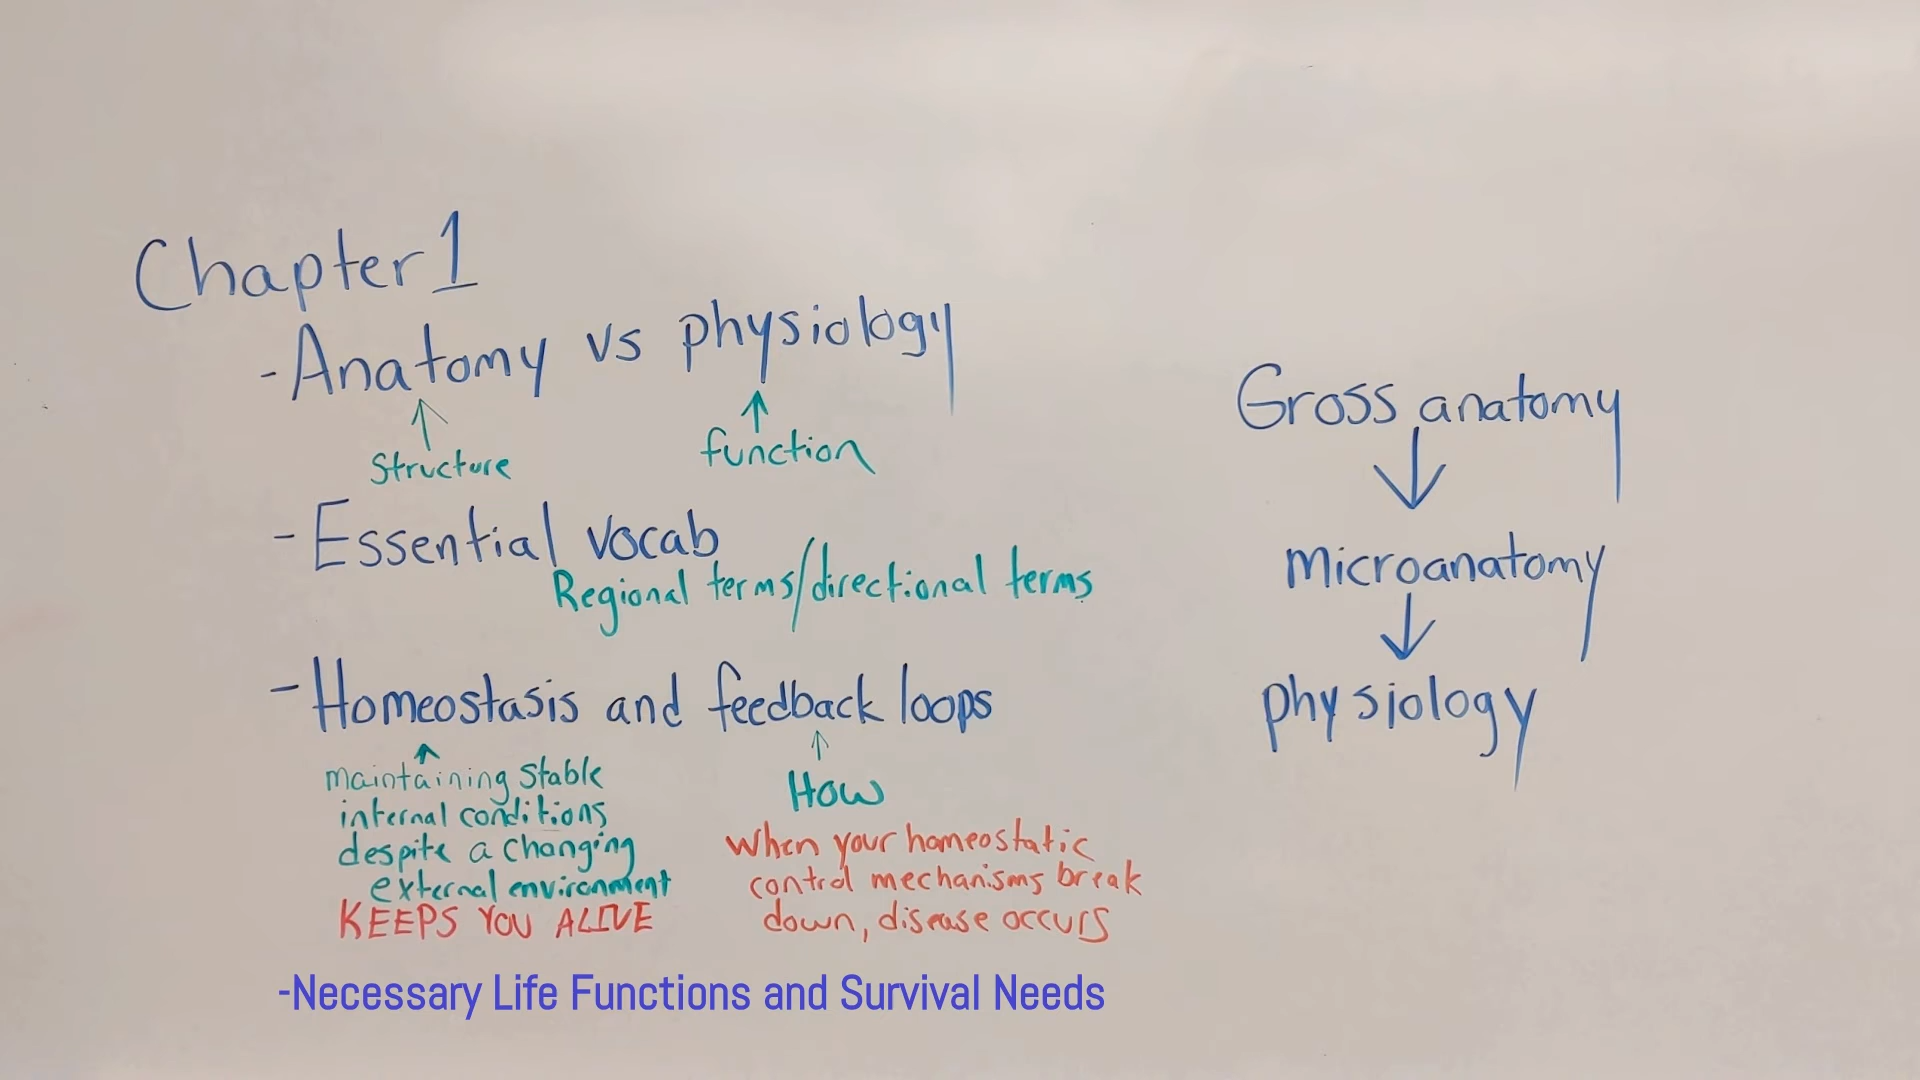 Chapter 1
-Anatomy vs physiology
↑ ↑
Structure function
-Essential vocab
Regional terms/directional terms
-Homeostasis and feedback loops
↑ ↑
maintaining stable
internal conditions
despite a changing
external environment
KEEPS YOU ALIVE
How
When your homeostatic
control mechanisms break
down, disease occurs
-Necessary Life Functions and Survival Needs
Gross anatomy
↓
microanatomy
↓
physiology